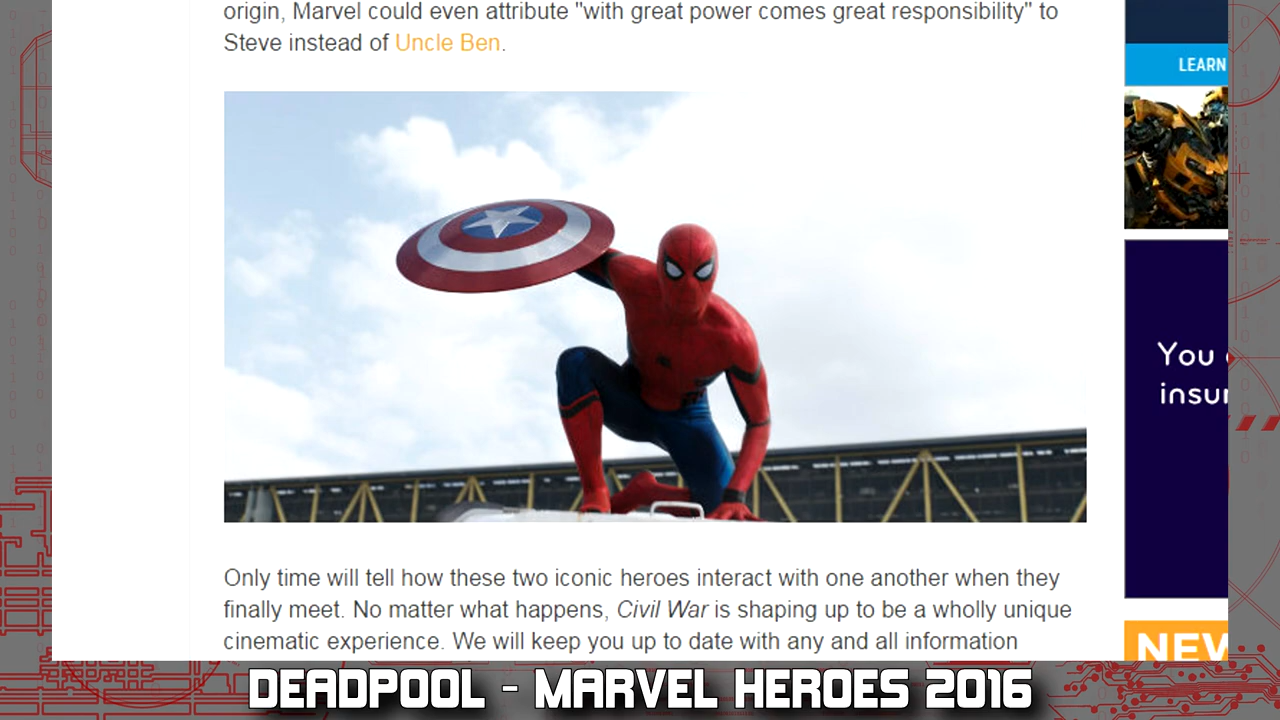 origin, Marvel could even attribute "with great power comes great responsibility" to
Steve instead of Uncle Ben.
LEARN
You
insur
Only time will tell how these two iconic heroes interact with one another when they
finally meet. No matter what happens, Civil War is shaping up to be a wholly unique
cinematic experience. We will keep you up to date with any and all information
NEW
DEADPOOL - MARVEL HEROES 2016